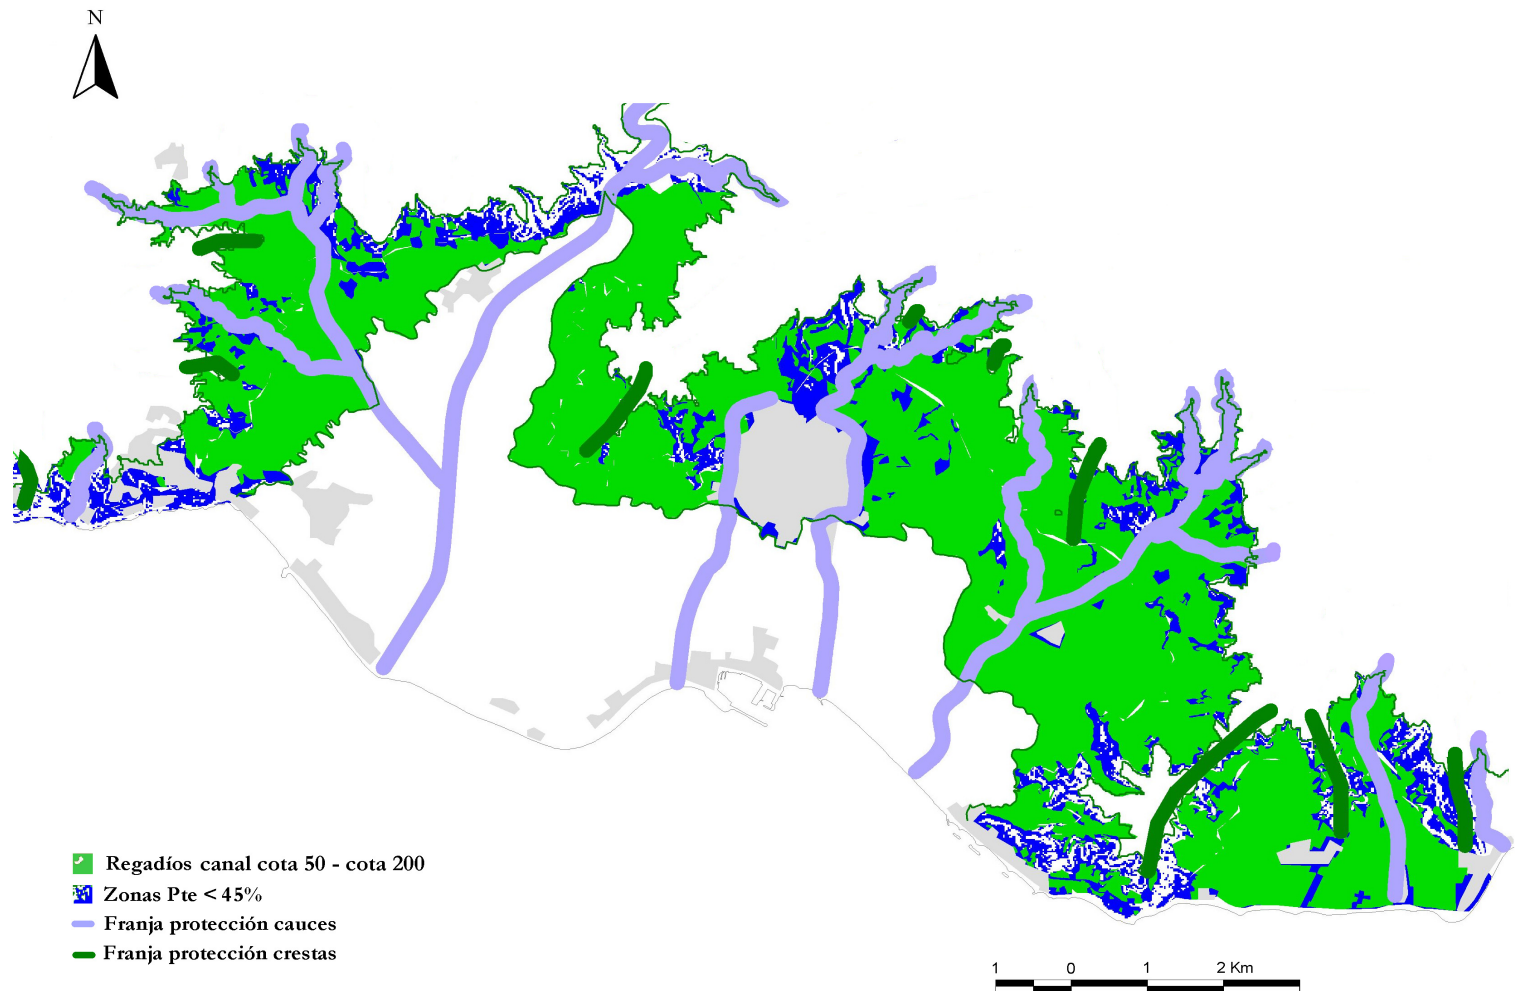 N
Regadíos canal cota 50 - cota 200
Zonas Pte < 45%
Franja protección cauces
Franja protección crestas
1 0 1 2 Km